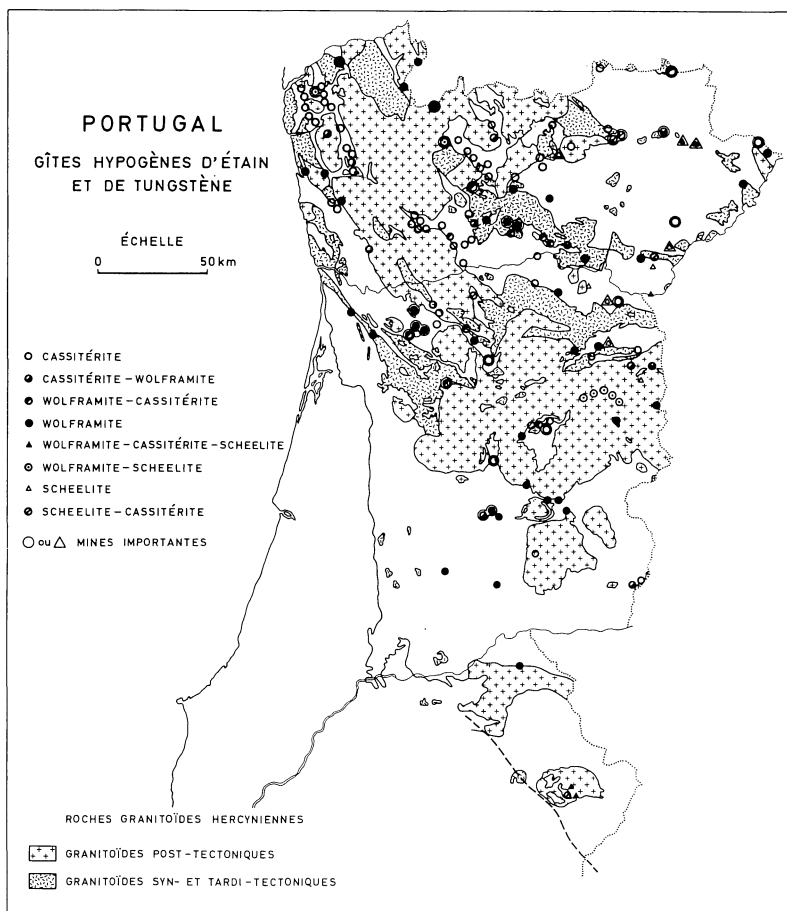 PORTUGAL
GÎTES HYPOGÈNES D'ÉTAIN
ET DE TUNGSTÈNE
ÉCHELLE
0 50 km
CASSITÉRITE
CASSITÉRITE – WOLFRAMITE
WOLFRAMITE – CASSITÉRITE
WOLFRAMITE
WOLFRAMITE – CASSITÉRITE – SCHEELITE
WOLFRAMITE – SCHEELITE
SCHEELITE
SCHEELITE – CASSITÉRITE
ou MINES IMPORTANTES
ROCHES GRANITOÏDES HERCYNIENNES
GRANITOÏDES POST-TECTONIQUES
GRANITOÏDES SYN- ET TARDI-TECTONIQUES